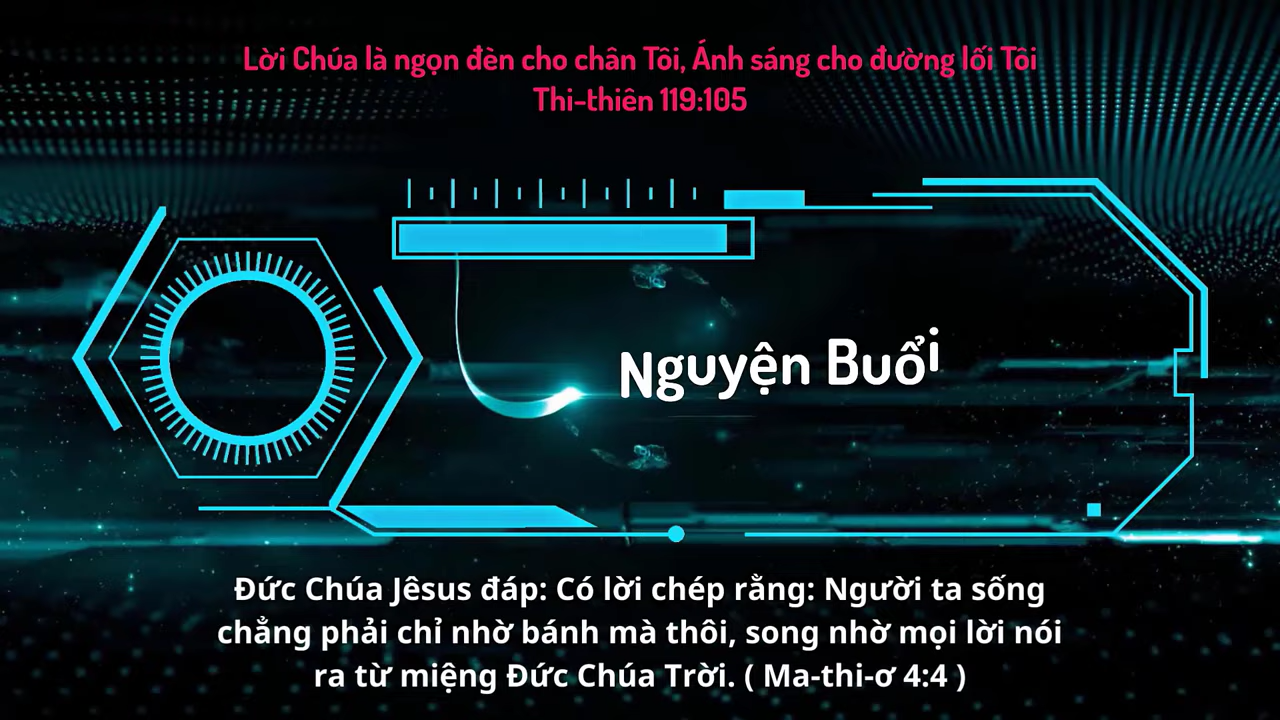 Lời Chúa là ngọn đèn cho chân Tôi, Ánh sáng cho đường lối Tôi
Thi-thiên 119:105
Nguyện Buổi
Đức Chúa Jêsus đáp: Có lời chép rằng: Người ta sống
chẳng phải chỉ nhờ bánh mà thôi, song nhờ mọi lời nói
ra từ miệng Đức Chúa Trời. ( Ma-thi-ơ 4:4 )